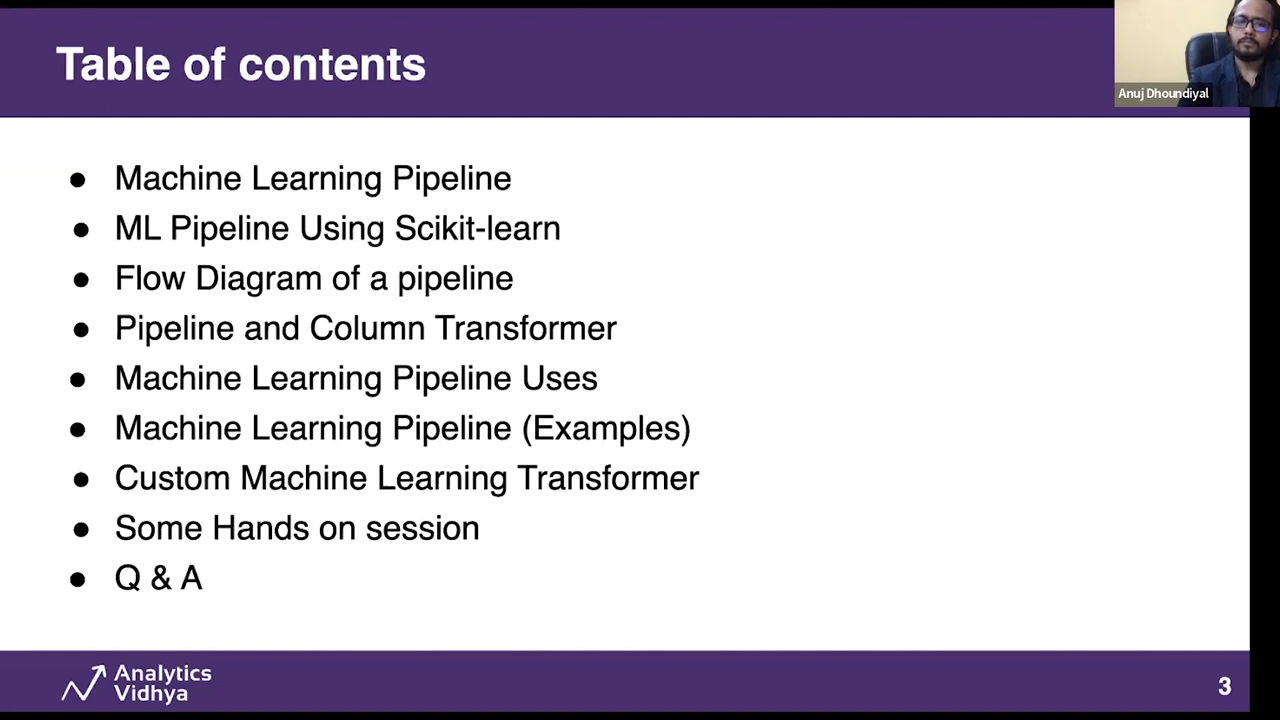 Table of contents
Anuj Dhoundiyal
● Machine Learning Pipeline
● ML Pipeline Using Scikit-learn
● Flow Diagram of a pipeline
● Pipeline and Column Transformer
● Machine Learning Pipeline Uses
● Machine Learning Pipeline (Examples)
● Custom Machine Learning Transformer
● Some Hands on session
● Q & A
Analytics
Vidhya
3